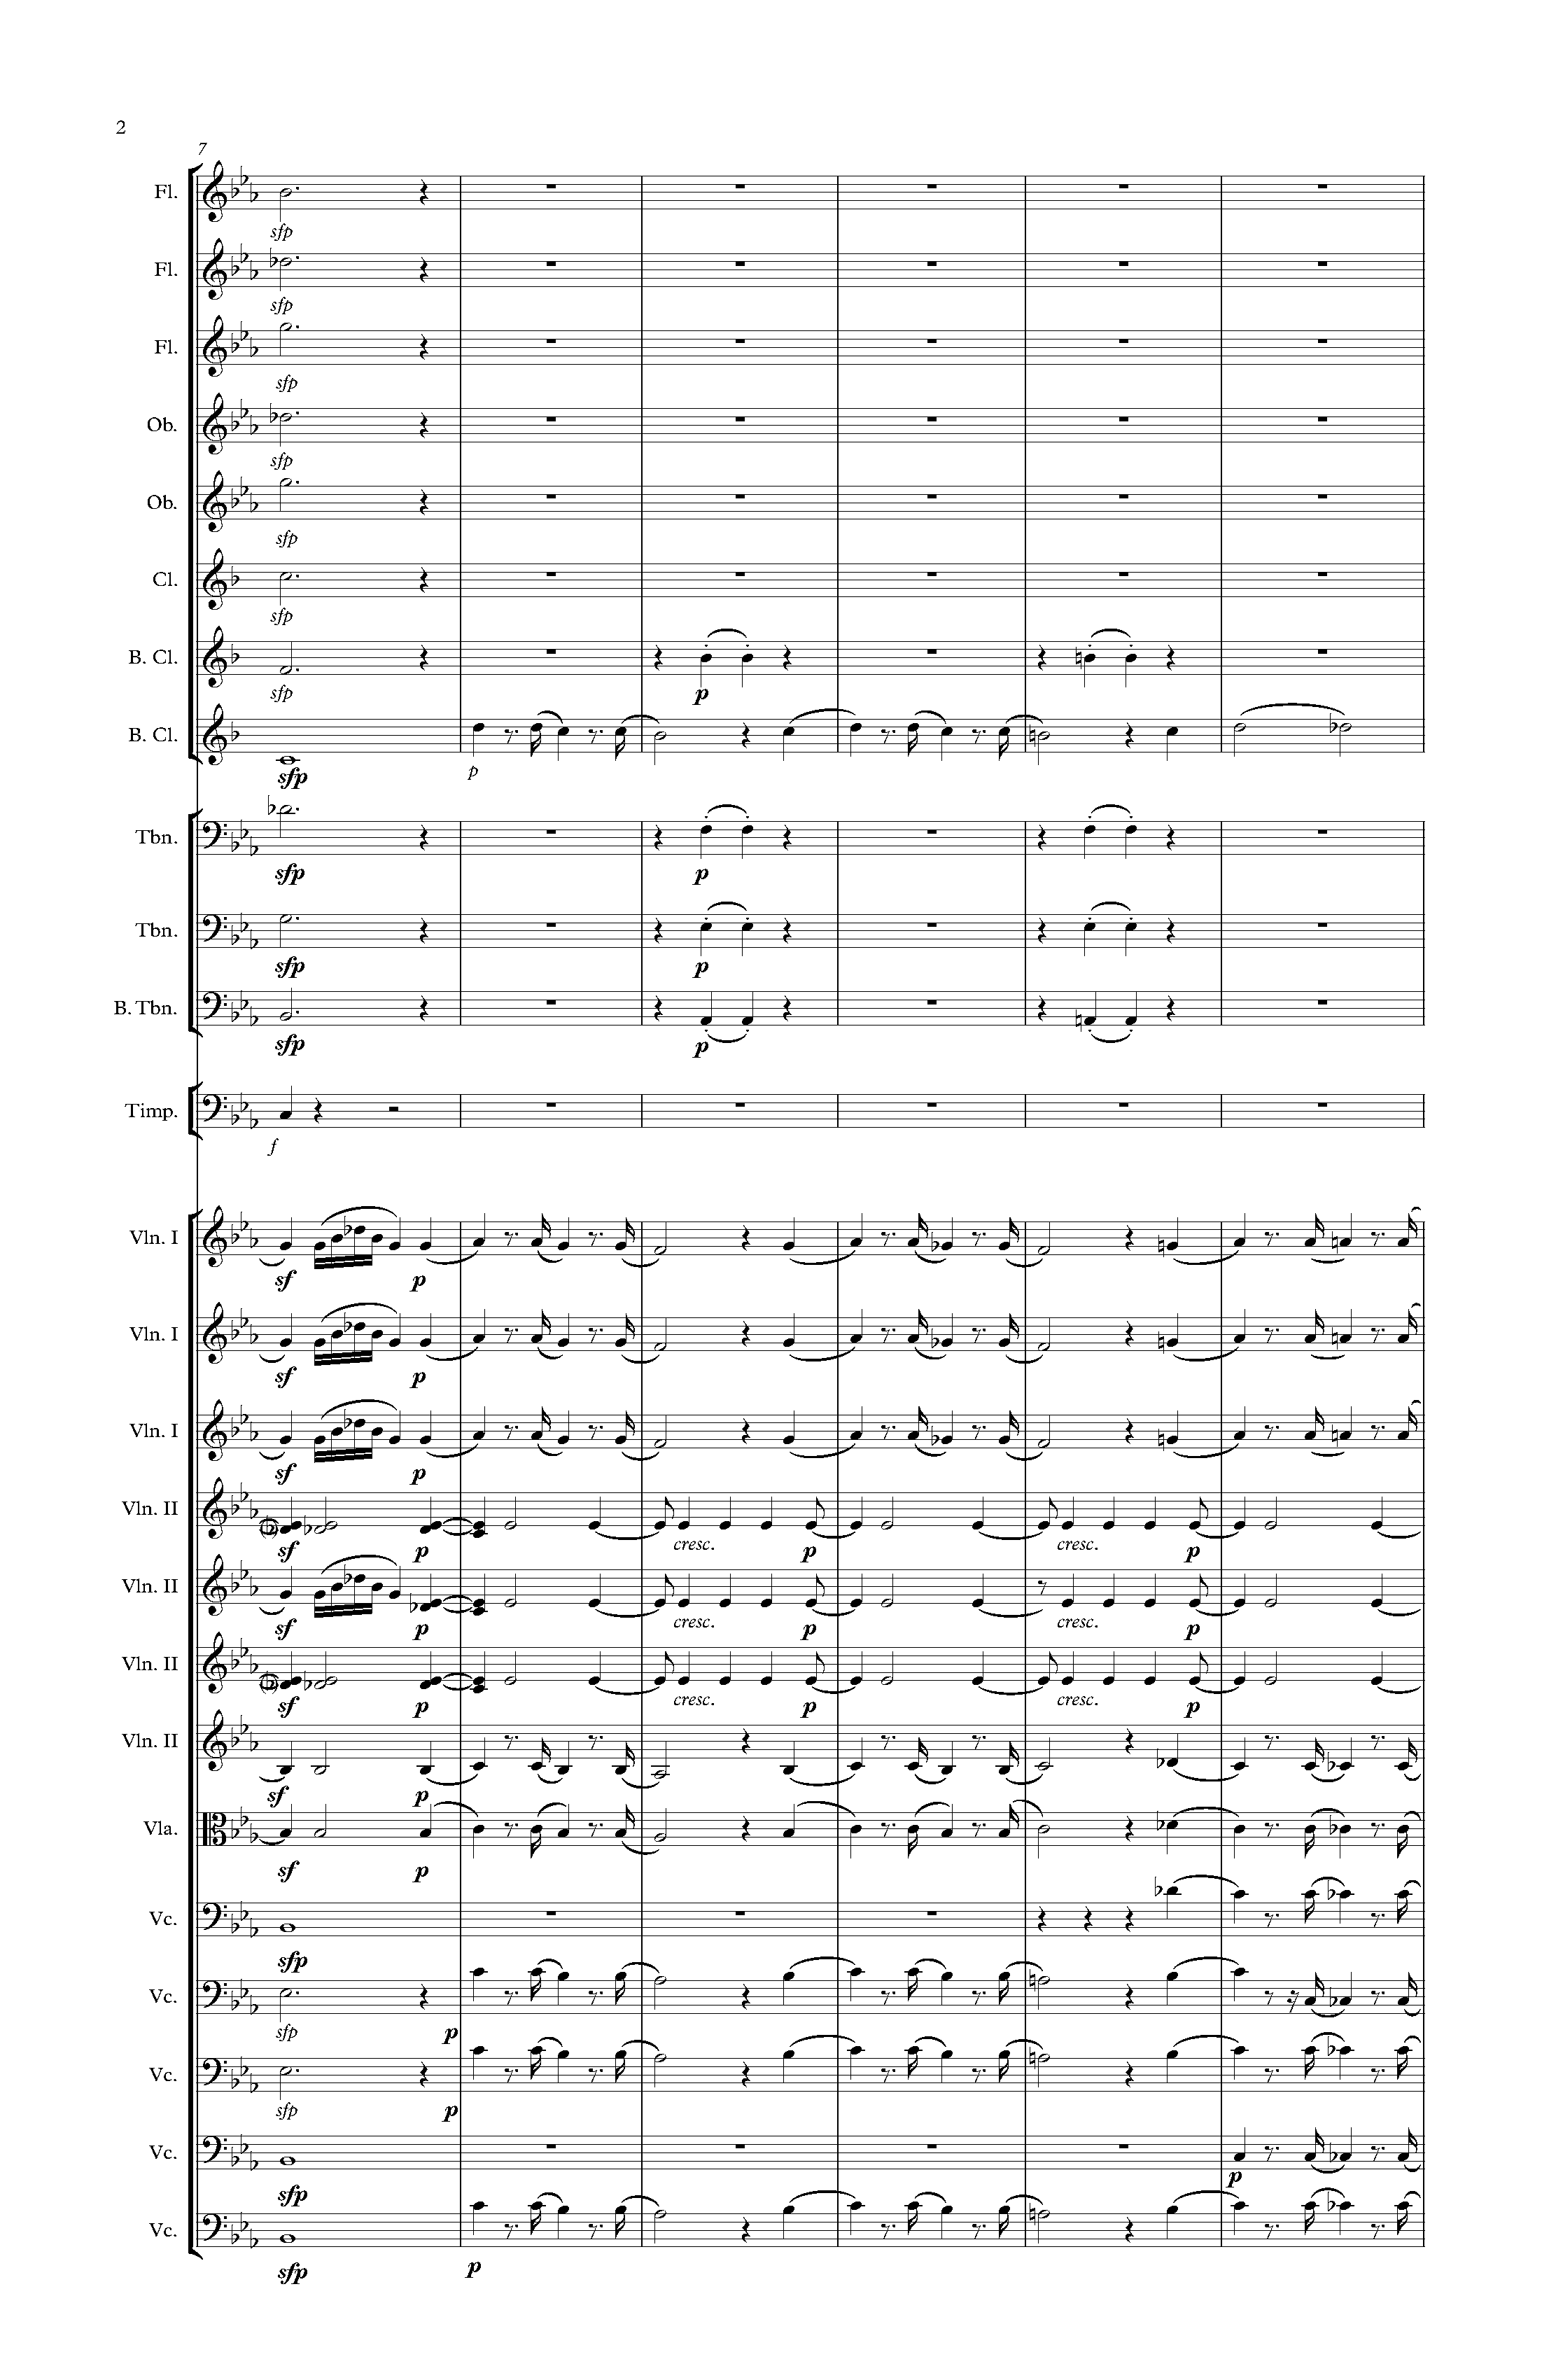 2
7
Fl.
sfp
Fl.
sfp
Fl.
sfp
Ob.
sfp
Ob.
sfp
Cl.
sfp
B. Cl.
sfp p
B. Cl.
sfp p
Tbn.
sfp p
Tbn.
sfp p
B. Tbn.
sfp p
Timp.
f
Vln. I
sf p
Vln. I
sf p
Vln. I
sf p
Vln. II
sf p cresc. p cresc. p
Vln. II
sf p cresc. p cresc. p
Vln. II
sf p cresc. p cresc. p
Vln. II
sf p
Vla.
sf p
Vc.
sfp
Vc.
sfp p
Vc.
sfp p
Vc.
sfp p
Vc.
sfp p